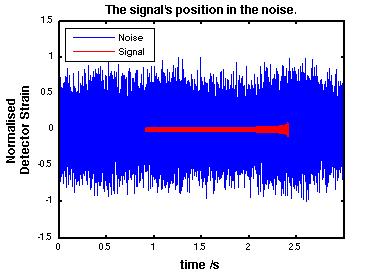 The signal's position in the noise.
Noise
Signal
Normalised
Detector Strain
1.5
1
0.5
0
-0.5
-1
-1.5
0 0.5 1 1.5 2 2.5
time /s